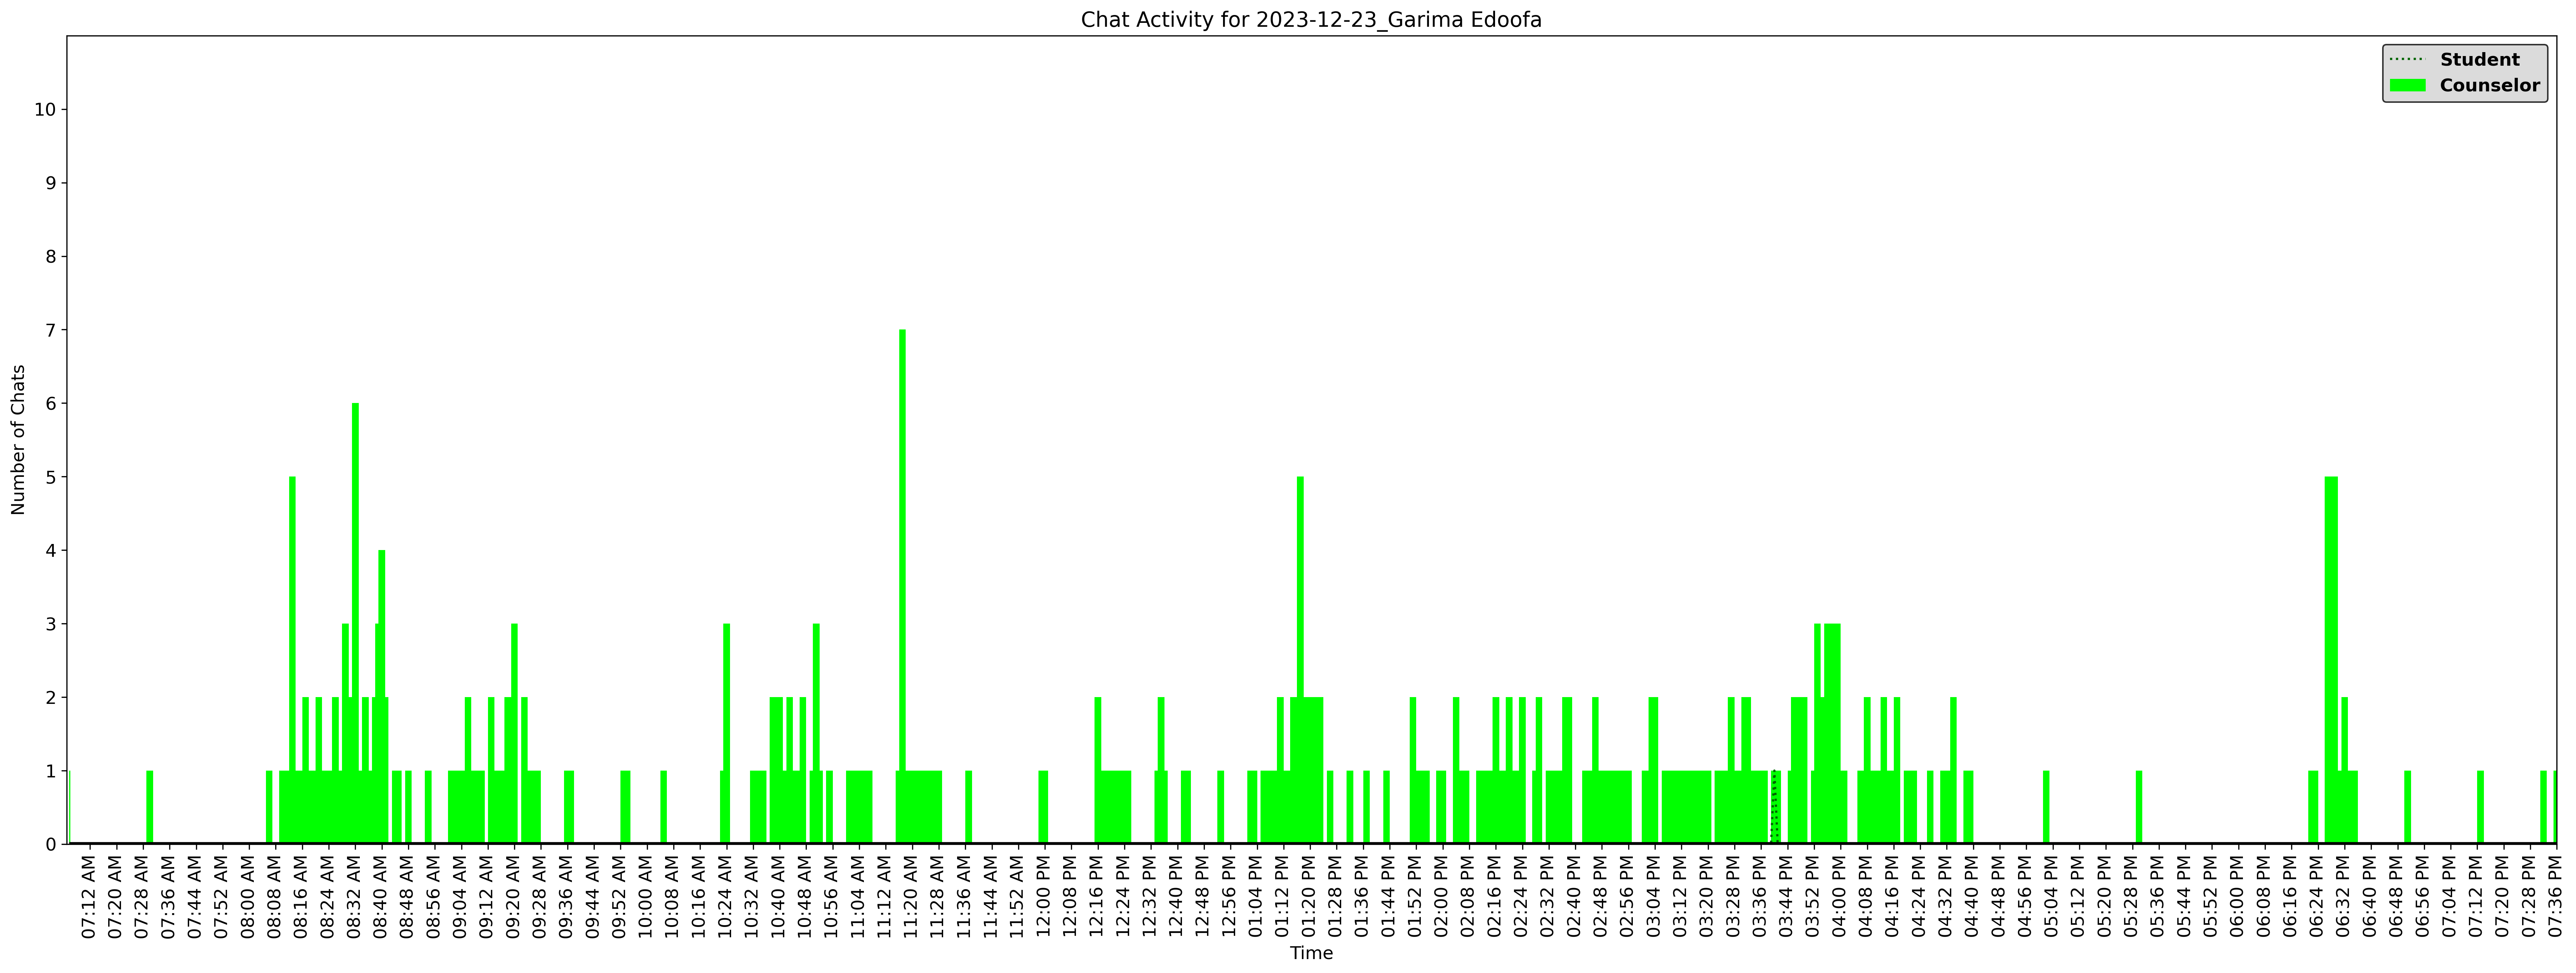 Chat Activity for 2023-12-23_Garima Edoofa
Student
Counselor
Number of Chats
10
9
8
7
6
5
4
3
2
1
0
07:12 AM
07:20 AM
07:28 AM
07:36 AM
07:44 AM
07:52 AM
08:00 AM
08:08 AM
08:16 AM
08:24 AM
08:32 AM
08:40 AM
08:48 AM
08:56 AM
09:04 AM
09:12 AM
09:20 AM
09:28 AM
09:36 AM
09:44 AM
09:52 AM
10:00 AM
10:08 AM
10:16 AM
10:24 AM
10:32 AM
10:40 AM
10:48 AM
10:56 AM
11:04 AM
11:12 AM
11:20 AM
11:28 AM
11:36 AM
11:44 AM
11:52 AM
12:00 PM
12:08 PM
12:16 PM
12:24 PM
12:32 PM
12:40 PM
12:48 PM
12:56 PM
01:04 PM
01:12 PM
01:20 PM
01:28 PM
01:36 PM
01:44 PM
01:52 PM
02:00 PM
02:08 PM
02:16 PM
02:24 PM
02:32 PM
02:40 PM
02:48 PM
02:56 PM
03:04 PM
03:12 PM
03:20 PM
03:28 PM
03:36 PM
03:44 PM
03:52 PM
04:00 PM
04:08 PM
04:16 PM
04:24 PM
04:32 PM
04:40 PM
04:48 PM
04:56 PM
05:04 PM
05:12 PM
05:20 PM
05:28 PM
05:36 PM
05:44 PM
05:52 PM
06:00 PM
06:08 PM
06:16 PM
06:24 PM
06:32 PM
06:40 PM
06:48 PM
06:56 PM
07:04 PM
07:12 PM
07:20 PM
07:28 PM
07:36 PM
Time